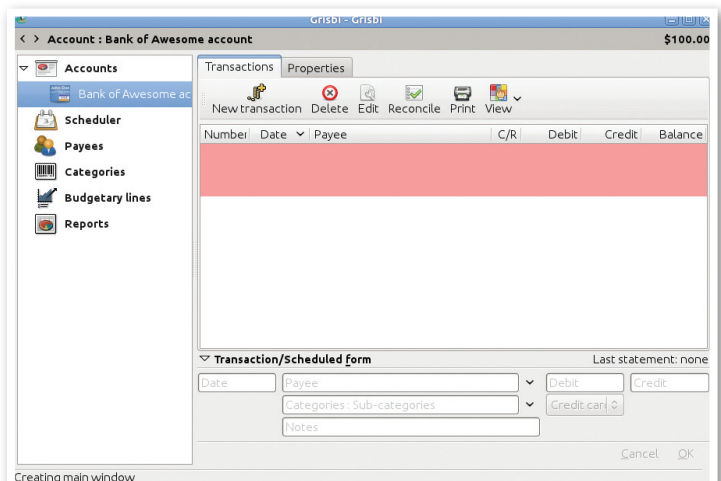 Grisbi - Grisbi
< > Account : Bank of Awesome account $100.00
Accounts
Bank of Awesome ac
Scheduler
Payees
Categories
Budgetary lines
Reports
Transactions Properties
New transaction Delete Edit Reconcile Print View
Number Date Payee C/R Debit Credit Balance
Transaction/Scheduled form Last statement: none
Date Payee Debit Credit
Categories : Sub-categories Credit car
Notes
Cancel OK
Creating main window